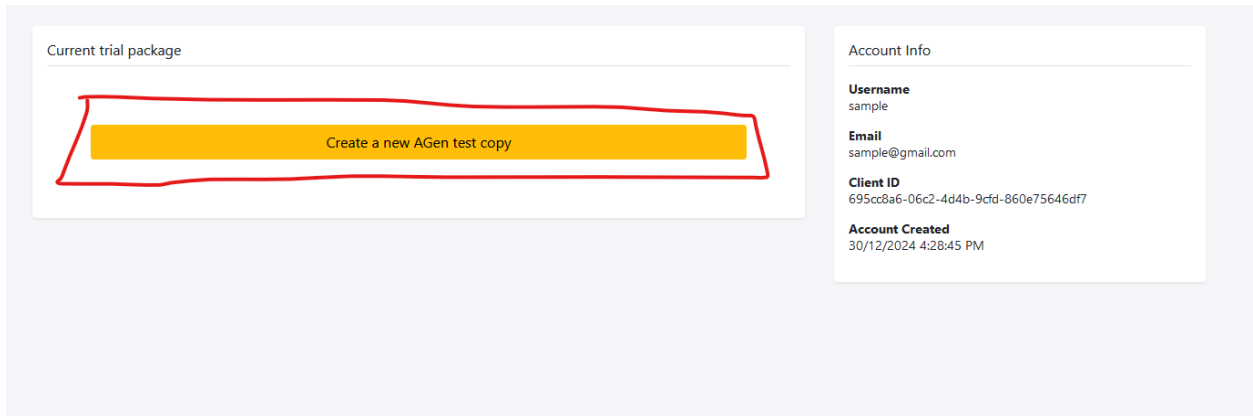 Current trial package
Create a new AGen test copy
Account Info
Username
sample
Email
sample@gmail.com
Client ID
695cc8a6-06c2-4d4b-9cfd-860e75646df7
Account Created
30/12/2024 4:28:45 PM